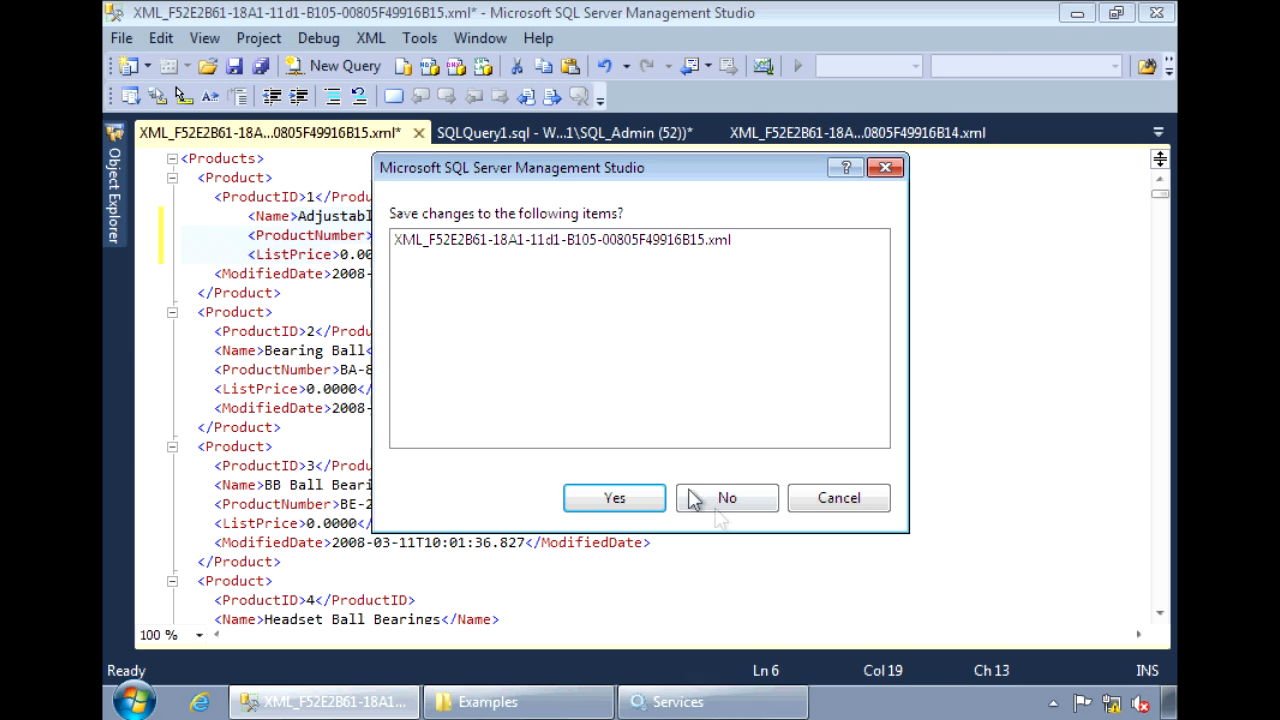 XML_F52E2B61-18A1-11d1-B105-00805F49916B15.xml* - Microsoft SQL Server Management Studio
File Edit View Project Debug XML Tools Window Help
New Query
XML_F52E2B61-18A...0805F49916B15.xml* SQLQuery1.sql - W...1\SQL_Admin (52))* XML_F52E2B61-18A...0805F49916B14.xml
Object Explorer
<Products>
<Product>
<ProductID>1</Produ
<Name>Adjustabl
<ProductNumber>
<ListPrice>0.00
<ModifiedDate>2008-
</Product>
<Product>
<ProductID>2</Produ
<Name>Bearing Ball<
<ProductNumber>BA-8
<ListPrice>0.0000</
<ModifiedDate>2008-
</Product>
<Product>
<ProductID>3</Produ
<Name>BB Ball Beari
<ProductNumber>BE-2
<ListPrice>0.0000</
<ModifiedDate>2008-03-11T10:01:36.827</ModifiedDate>
</Product>
<Product>
<ProductID>4</ProductID>
<Name>Headset Ball Bearings</Name>
Microsoft SQL Server Management Studio
Save changes to the following items?
XML_F52E2B61-18A1-11d1-B105-00805F49916B15.xml
Yes No Cancel
100 %
Ready Ln 6 Col 19 Ch 13 INS
XML_F52E2B61-18A1... Examples Services